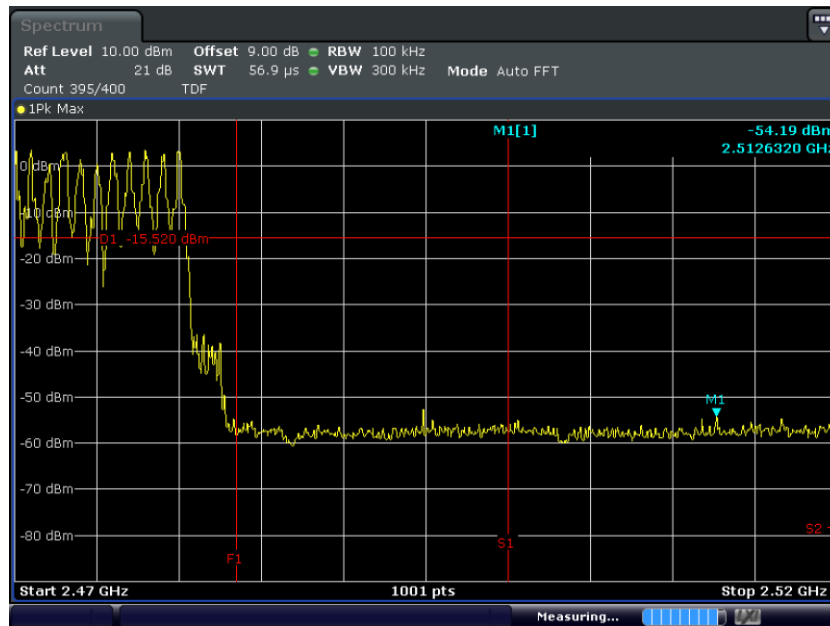 Spectrum
Ref Level 10.00 dBm Offset 9.00 dB RBW 100 kHz
Att 21 dB SWT 56.9 µs VBW 300 kHz Mode Auto FFT
Count 395/400 TDF
1Pk Max
M1[1] -54.19 dBm
2.5126320 GHz
0 dBm
-10 dBm
D1 -15.520 dBm
-20 dBm
-30 dBm
-40 dBm
-50 dBm
M1
-60 dBm
-70 dBm
S2
-80 dBm
S1
F1
Start 2.47 GHz 1001 pts Stop 2.52 GHz
Measuring...